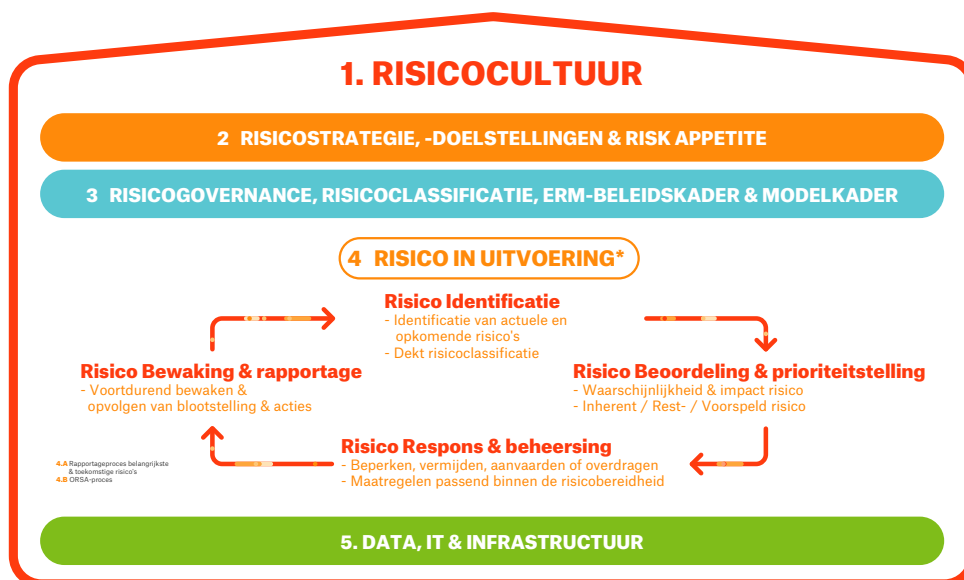 1. RISICOCULTUUR
2 RISICOSTRATEGIE, -DOELSTELLINGEN & RISK APPETITE
3 RISICOGOVERNANCE, RISICOCLASSIFICATIE, ERM-BELEIDSKADER & MODELKADER
4 RISICO IN UITVOERING*
Risico Identificatie
- Identificatie van actuele en
opkomende risico's
- Dekt risicoclassificatie
Risico Beoordeling & prioriteitstelling
- Waarschijnlijkheid & impact risico
- Inherent / Rest- / Voorspeld risico
Risico Respons & beheersing
- Beperken, vermijden, aanvaarden of overdragen
- Maatregelen passend binnen de risicobereidheid
Risico Bewaking & rapportage
- Voortdurend bewaken &
opvolgen van blootstelling & acties
4.A Rapportageproces belangrijkste
& toekomstige risico's
4.B ORSA-proces
5. DATA, IT & INFRASTRUCTUUR